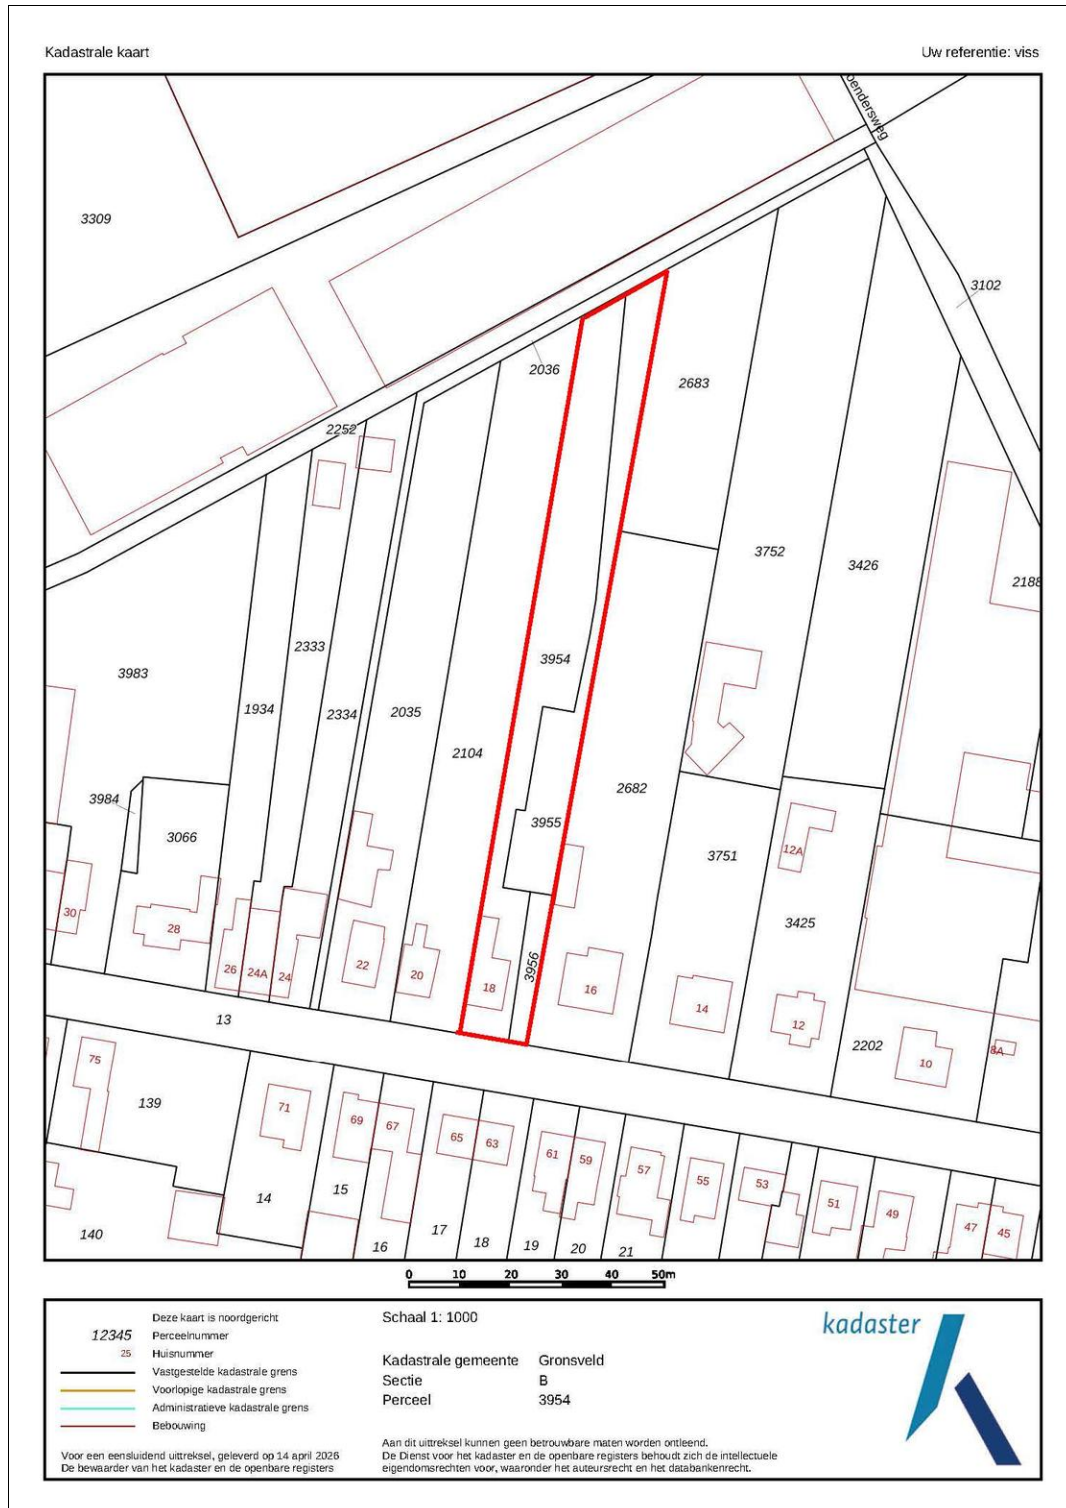 Kadastrale kaart
Uw referentie: viss
oendersweg
3309
3102
2036
2683
2252
3752
3426
2188
2333
3954
3983
1934
2334
2035
2104
2682
3984
3066
3955
3751
12A
30
28
3425
26
24A
24
22
20
18
3956
16
14
12
13
2202
10
8A
75
139
71
69
67
65
63
61
59
57
55
53
51
49
47
45
14
15
140
16
17
18
19
20
21
0 10 20 30 40 50m
Deze kaart is noordgericht
12345 Perceelnummer
25 Huisnummer
Vastgestelde kadastrale grens
Voorlopige kadastrale grens
Administratieve kadastrale grens
Bebouwing
Voor een eensluidend uittreksel, geleverd op 14 april 2026
De bewaarder van het kadaster en de openbare registers
Schaal 1: 1000
Kadastrale gemeente Gronsveld
Sectie B
Perceel 3954
Aan dit uittreksel kunnen geen betrouwbare maten worden ontleend.
De Dienst voor het kadaster en de openbare registers behoudt zich de intellectuele
eigendomsrechten voor, waaronder het auteursrecht en het databankenrecht.
kadaster